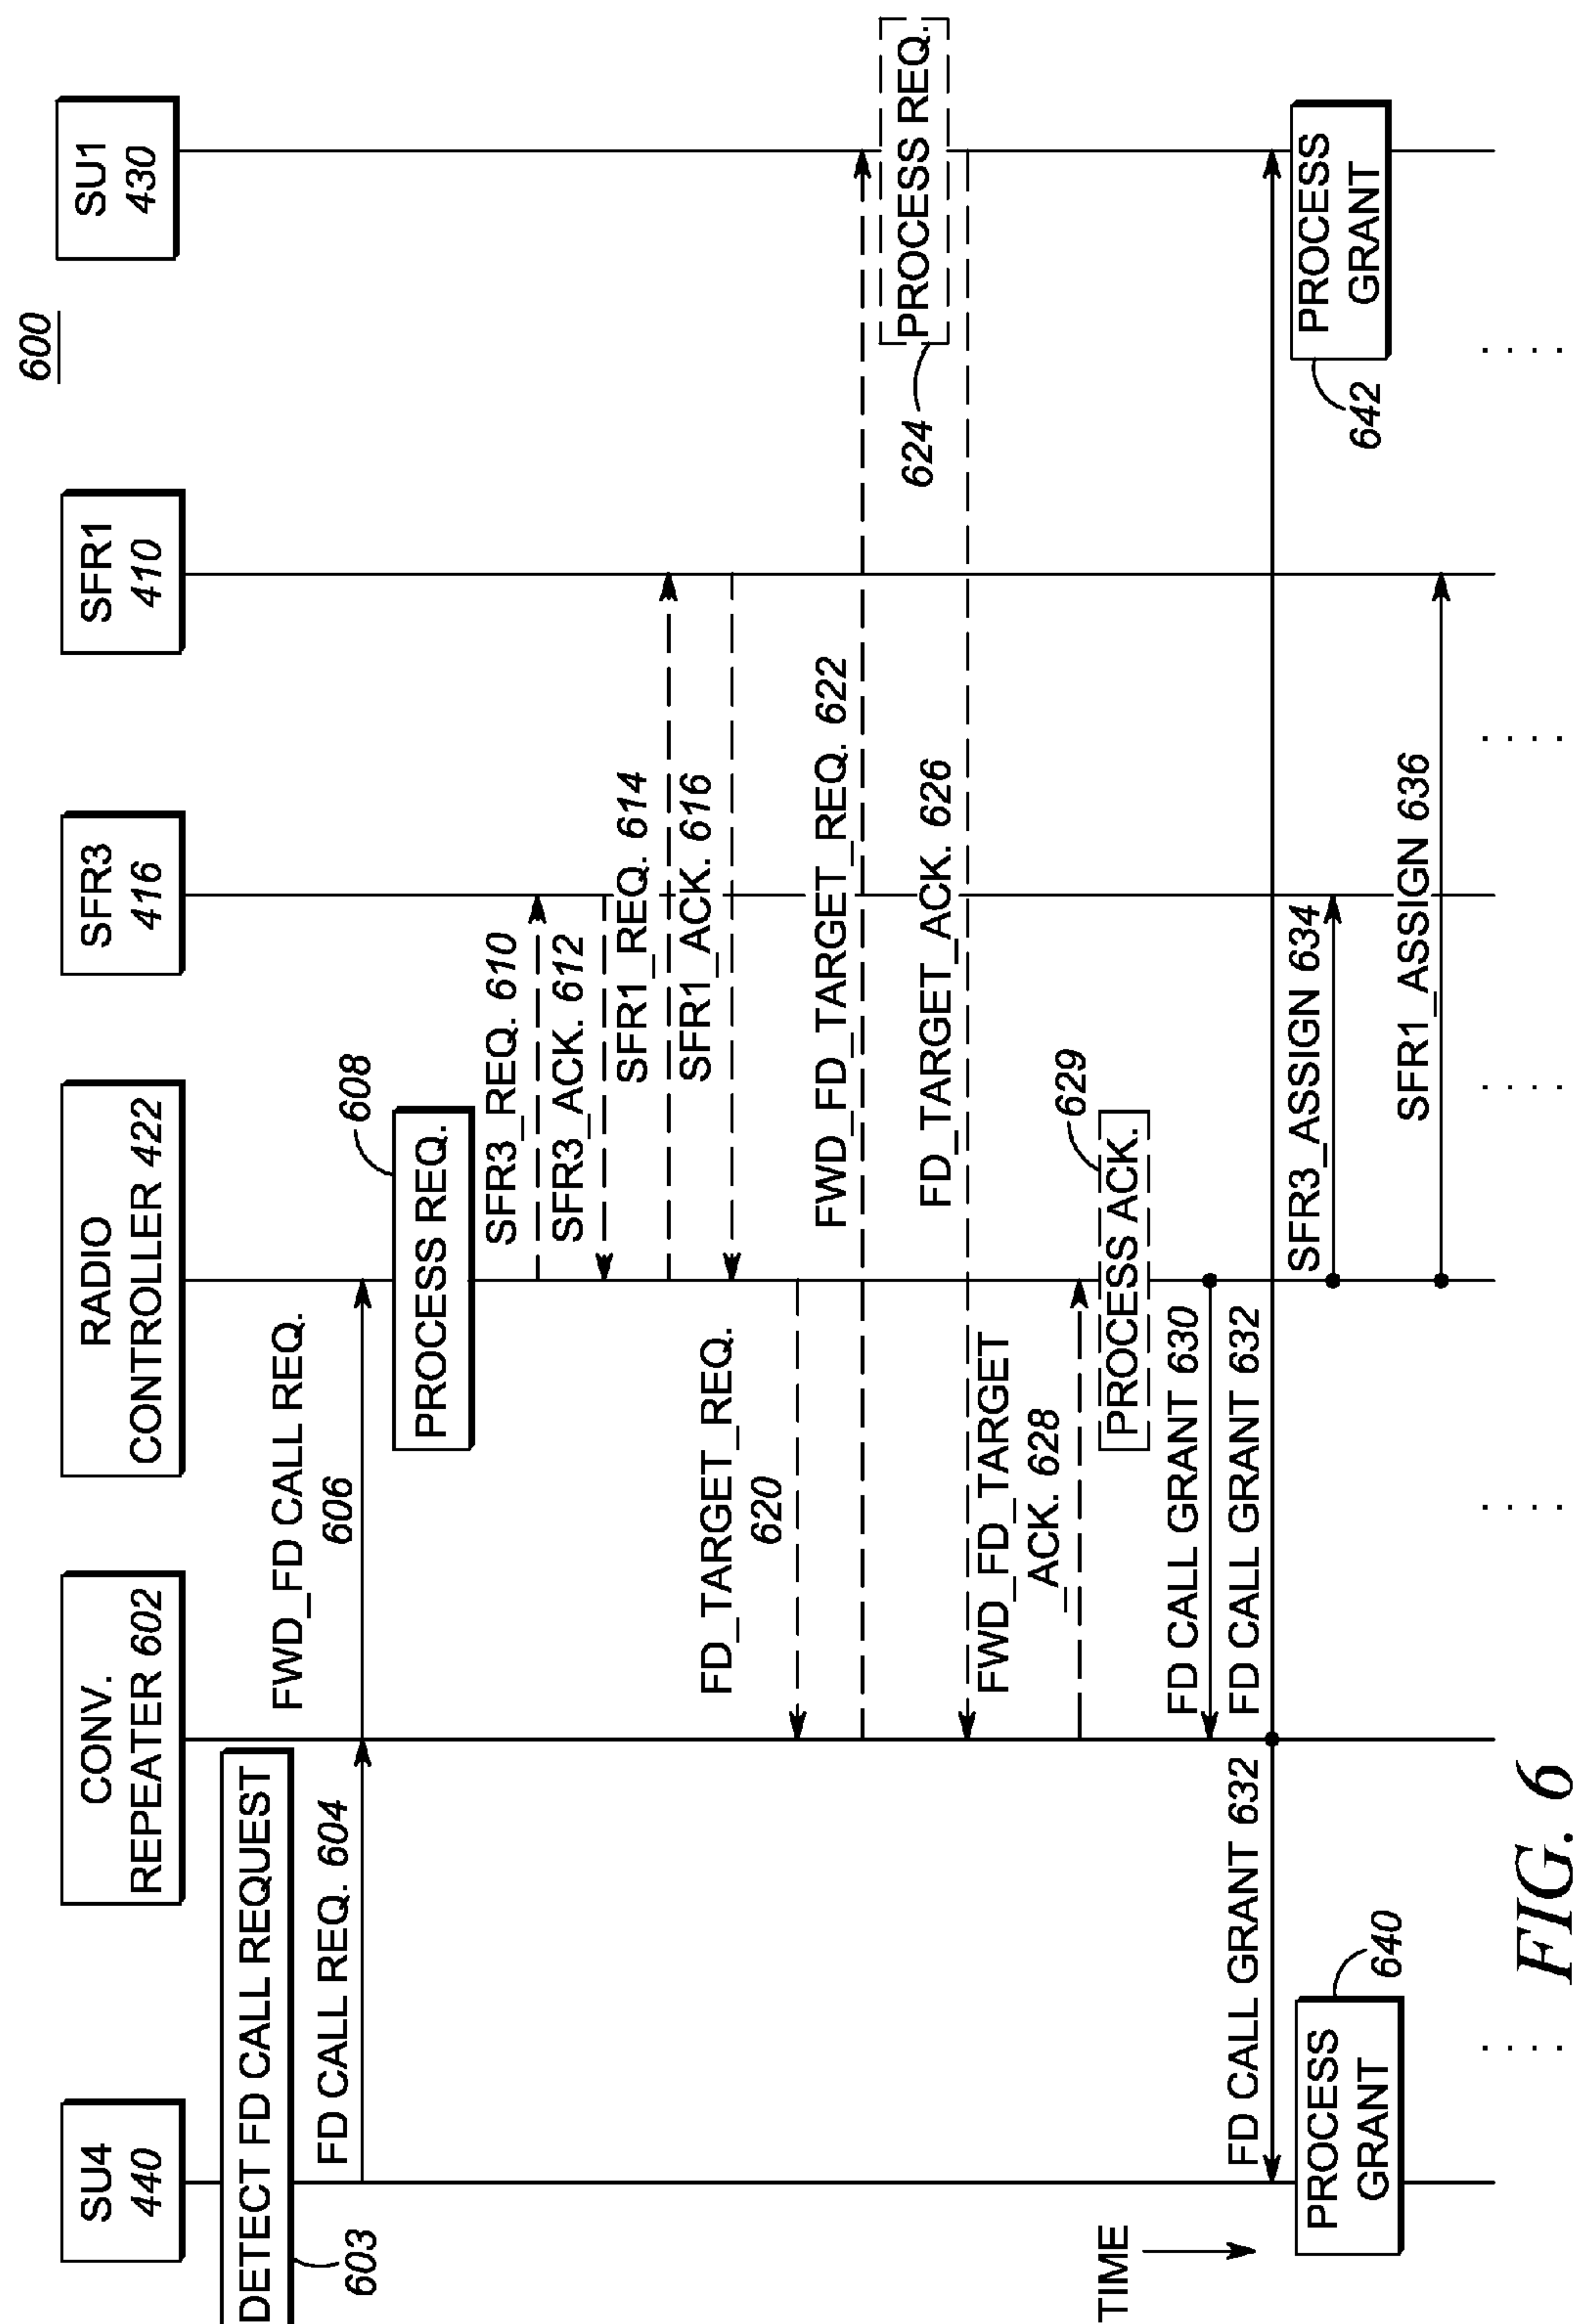 600
SU4
440
CONV.
REPEATER 602
RADIO
CONTROLLER 422
SFR3
416
SFR1
410
SU1
430
DETECT FD CALL REQUEST
603
FD CALL REQ. 604
FWD_FD CALL REQ.
606
608
PROCESS REQ.
SFR3_REQ. 610
SFR3_ACK. 612
SFR1_REQ. 614
SFR1_ACK. 616
FD_TARGET_REQ.
620
FWD_FD_TARGET_REQ. 622
PROCESS REQ.
624
FD_TARGET_ACK. 626
FWD_FD_TARGET
_ACK. 628
629
PROCESS ACK.
FD CALL GRANT 630
FD CALL GRANT 632
FD CALL GRANT 632
SFR3_ASSIGN 634
SFR1_ASSIGN 636
PROCESS
GRANT
640
PROCESS
GRANT
642
TIME
FIG. 6